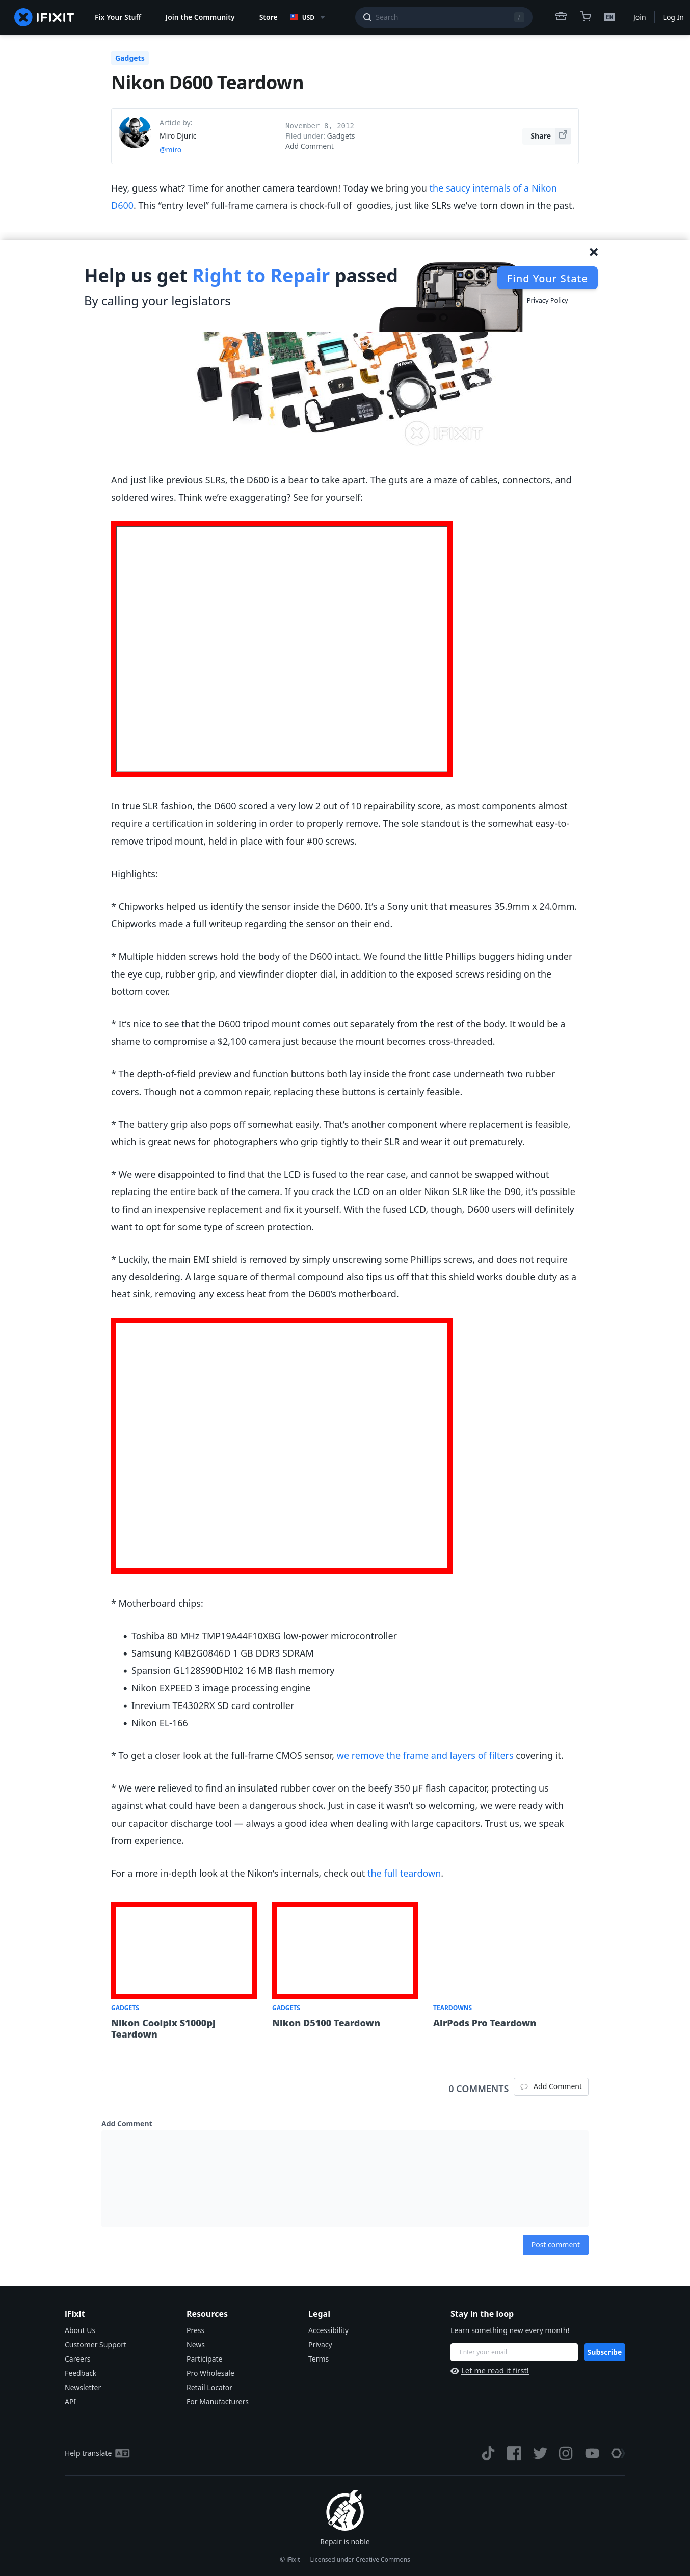 IFIXIT
Fix Your Stuff
Join the Community
Store
USD
Search
/
EN
Join
Log In
Gadgets
Nikon D600 Teardown
Article by:
Miro Djuric
@miro
November 8, 2012
Filed under: Gadgets
Add Comment
Share
Hey, guess what? Time for another camera teardown! Today we bring you the saucy internals of a Nikon
D600. This “entry level” full-frame camera is chock-full of goodies, just like SLRs we’ve torn down in the past.
Help us get Right to Repair passed
By calling your legislators
Find Your State
Privacy Policy
IFIXIT
And just like previous SLRs, the D600 is a bear to take apart. The guts are a maze of cables, connectors, and
soldered wires. Think we’re exaggerating? See for yourself:
In true SLR fashion, the D600 scored a very low 2 out of 10 repairability score, as most components almost
require a certification in soldering in order to properly remove. The sole standout is the somewhat easy-to-
remove tripod mount, held in place with four #00 screws.
Highlights:
* Chipworks helped us identify the sensor inside the D600. It’s a Sony unit that measures 35.9mm x 24.0mm.
Chipworks made a full writeup regarding the sensor on their end.
* Multiple hidden screws hold the body of the D600 intact. We found the little Phillips buggers hiding under
the eye cup, rubber grip, and viewfinder diopter dial, in addition to the exposed screws residing on the
bottom cover.
* It’s nice to see that the D600 tripod mount comes out separately from the rest of the body. It would be a
shame to compromise a $2,100 camera just because the mount becomes cross-threaded.
* The depth-of-field preview and function buttons both lay inside the front case underneath two rubber
covers. Though not a common repair, replacing these buttons is certainly feasible.
* The battery grip also pops off somewhat easily. That’s another component where replacement is feasible,
which is great news for photographers who grip tightly to their SLR and wear it out prematurely.
* We were disappointed to find that the LCD is fused to the rear case, and cannot be swapped without
replacing the entire back of the camera. If you crack the LCD on an older Nikon SLR like the D90, it’s possible
to find an inexpensive replacement and fix it yourself. With the fused LCD, though, D600 users will definitely
want to opt for some type of screen protection.
* Luckily, the main EMI shield is removed by simply unscrewing some Phillips screws, and does not require
any desoldering. A large square of thermal compound also tips us off that this shield works double duty as a
heat sink, removing any excess heat from the D600’s motherboard.
* Motherboard chips:
• Toshiba 80 MHz TMP19A44F10XBG low-power microcontroller
• Samsung K4B2G0846D 1 GB DDR3 SDRAM
• Spansion GL128S90DHI02 16 MB flash memory
• Nikon EXPEED 3 image processing engine
• Inrevium TE4302RX SD card controller
• Nikon EL-166
* To get a closer look at the full-frame CMOS sensor, we remove the frame and layers of filters covering it.
* We were relieved to find an insulated rubber cover on the beefy 350 µF flash capacitor, protecting us
against what could have been a dangerous shock. Just in case it wasn’t so welcoming, we were ready with
our capacitor discharge tool — always a good idea when dealing with large capacitors. Trust us, we speak
from experience.
For a more in-depth look at the Nikon’s internals, check out the full teardown.
GADGETS
Nikon Coolpix S1000pj
Teardown
GADGETS
Nikon D5100 Teardown
TEARDOWNS
AirPods Pro Teardown
0 COMMENTS
Add Comment
Add Comment
Post comment
iFixit
About Us
Customer Support
Careers
Feedback
Newsletter
API
Resources
Press
News
Participate
Pro Wholesale
Retail Locator
For Manufacturers
Legal
Accessibility
Privacy
Terms
Stay in the loop
Learn something new every month!
Enter your email
Subscribe
Let me read it first!
Help translate
Repair is noble
© iFixit — Licensed under Creative Commons